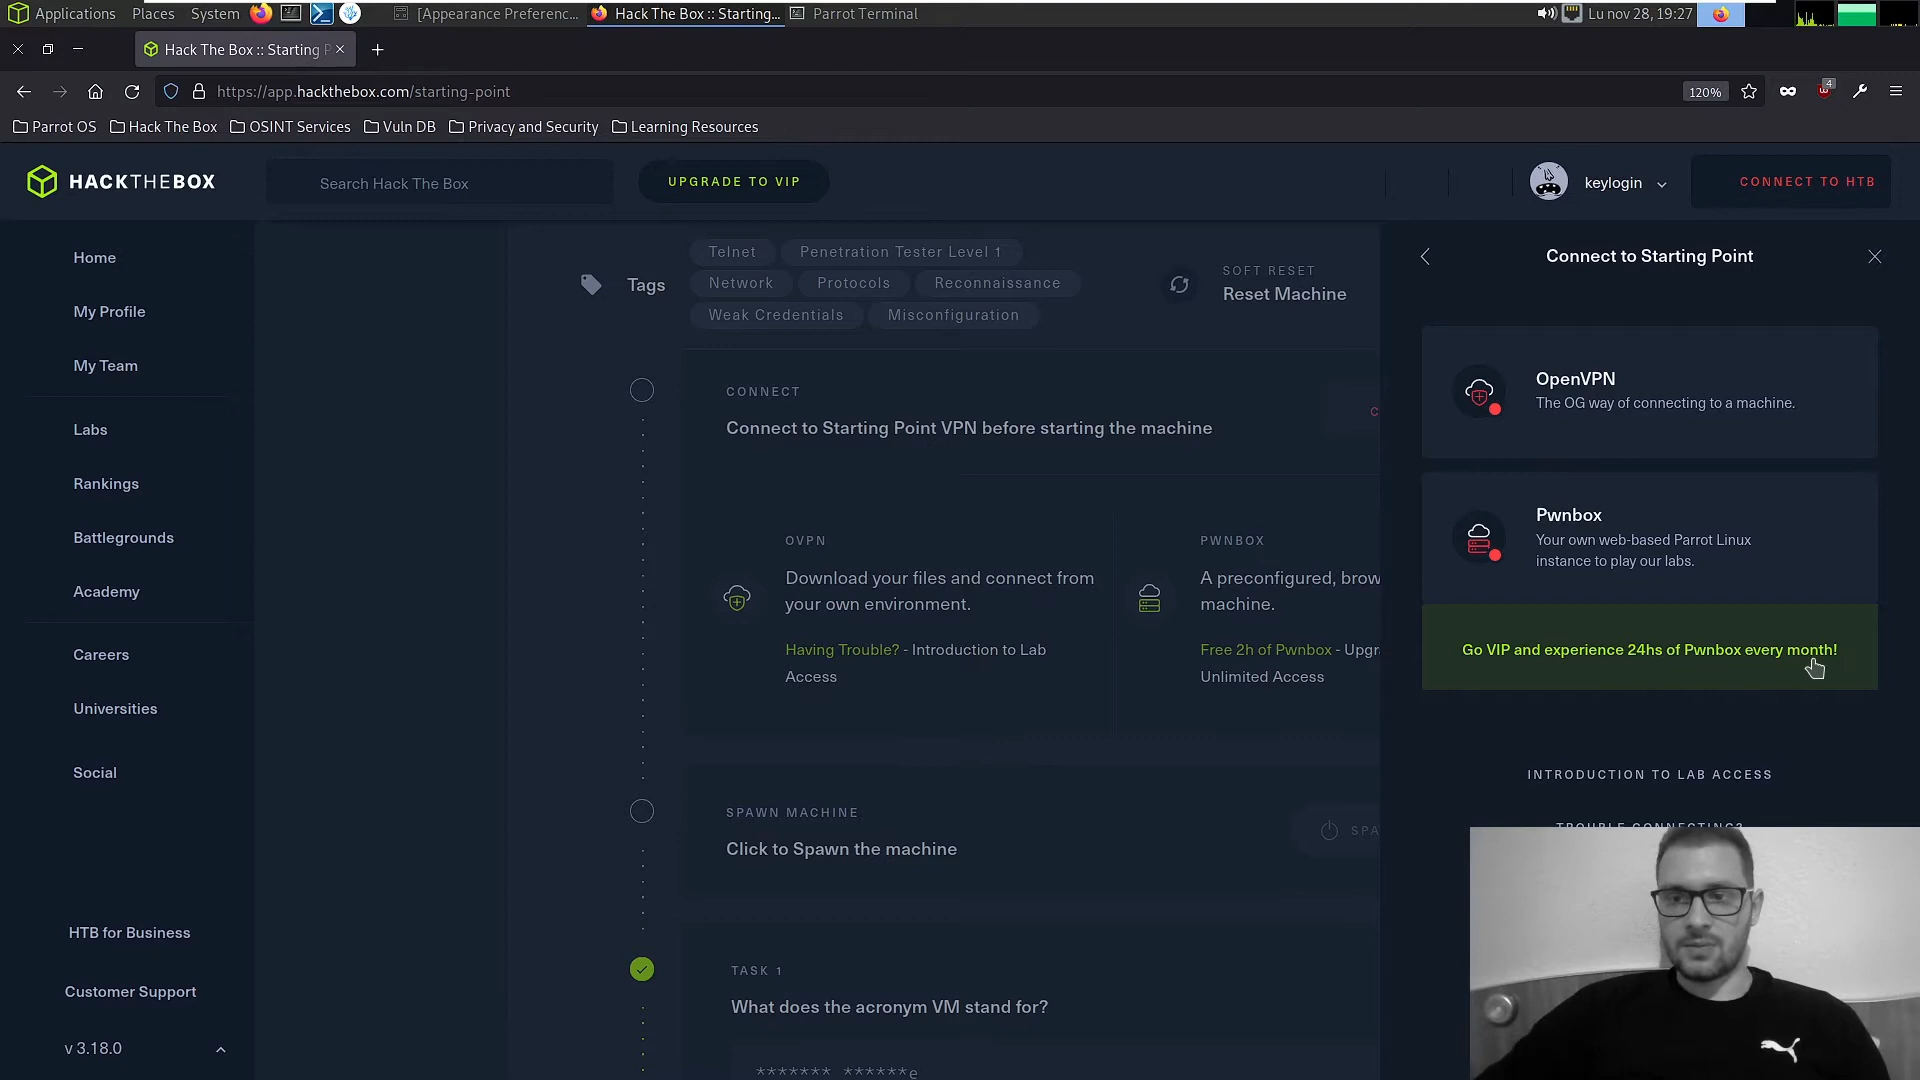 Applications Places System [Appearance Preferenc... Hack The Box :: Starting... Parrot Terminal Lu nov 28, 19:27
Hack The Box :: Starting P
https://app.hackthebox.com/starting-point 120% 4
Parrot OS Hack The Box OSINT Services Vuln DB Privacy and Security Learning Resources
HACKTHEBOX Search Hack The Box UPGRADE TO VIP keylogin CONNECT TO HTB
Home
My Profile
My Team
Labs
Rankings
Battlegrounds
Academy
Careers
Universities
Social
HTB for Business
Customer Support
v 3.18.0
Tags
Telnet Penetration Tester Level 1
Network Protocols Reconnaissance
Weak Credentials Misconfiguration
SOFT RESET
Reset Machine
CONNECT
Connect to Starting Point VPN before starting the machine
C
OVPN
Download your files and connect from
your own environment.
Having Trouble? - Introduction to Lab
Access
PWNBOX
A preconfigured, brow
machine.
Free 2h of Pwnbox - Upgr
Unlimited Access
SPAWN MACHINE
Click to Spawn the machine
SPA
TASK 1
What does the acronym VM stand for?
******* ******e
Connect to Starting Point
OpenVPN
The OG way of connecting to a machine.
Pwnbox
Your own web-based Parrot Linux
instance to play our labs.
Go VIP and experience 24hs of Pwnbox every month!
INTRODUCTION TO LAB ACCESS
TROUBLE CONNECTING?